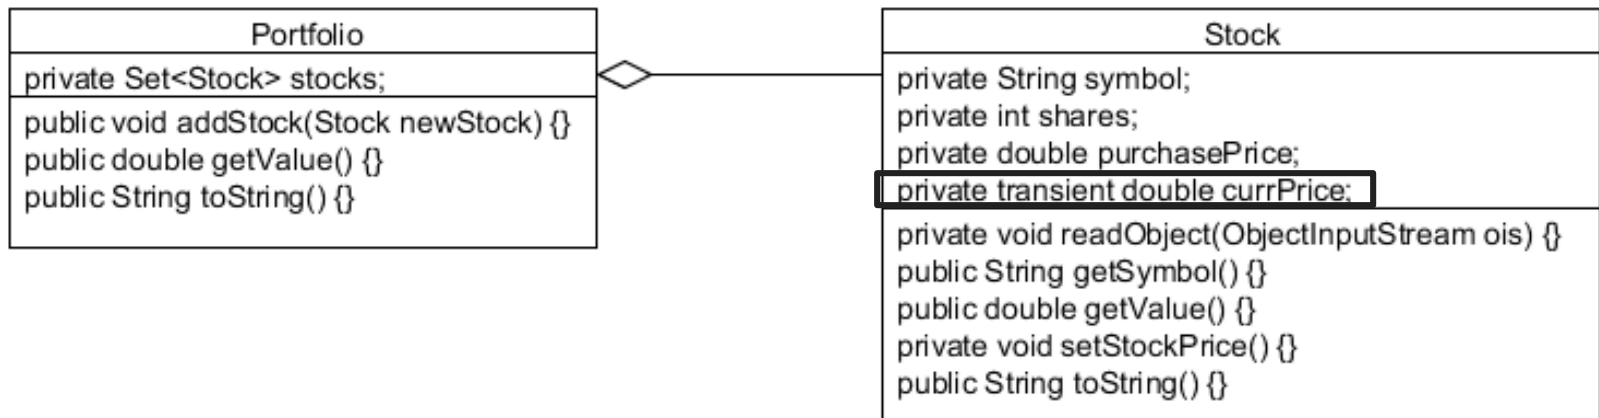 Portfolio
private Set<Stock> stocks;
public void addStock(Stock newStock) {}
public double getValue() {}
public String toString() {}
Stock
private String symbol;
private int shares;
private double purchasePrice;
private transient double currPrice;
private void readObject(ObjectInputStream ois) {}
public String getSymbol() {}
public double getValue() {}
private void setStockPrice() {}
public String toString() {}